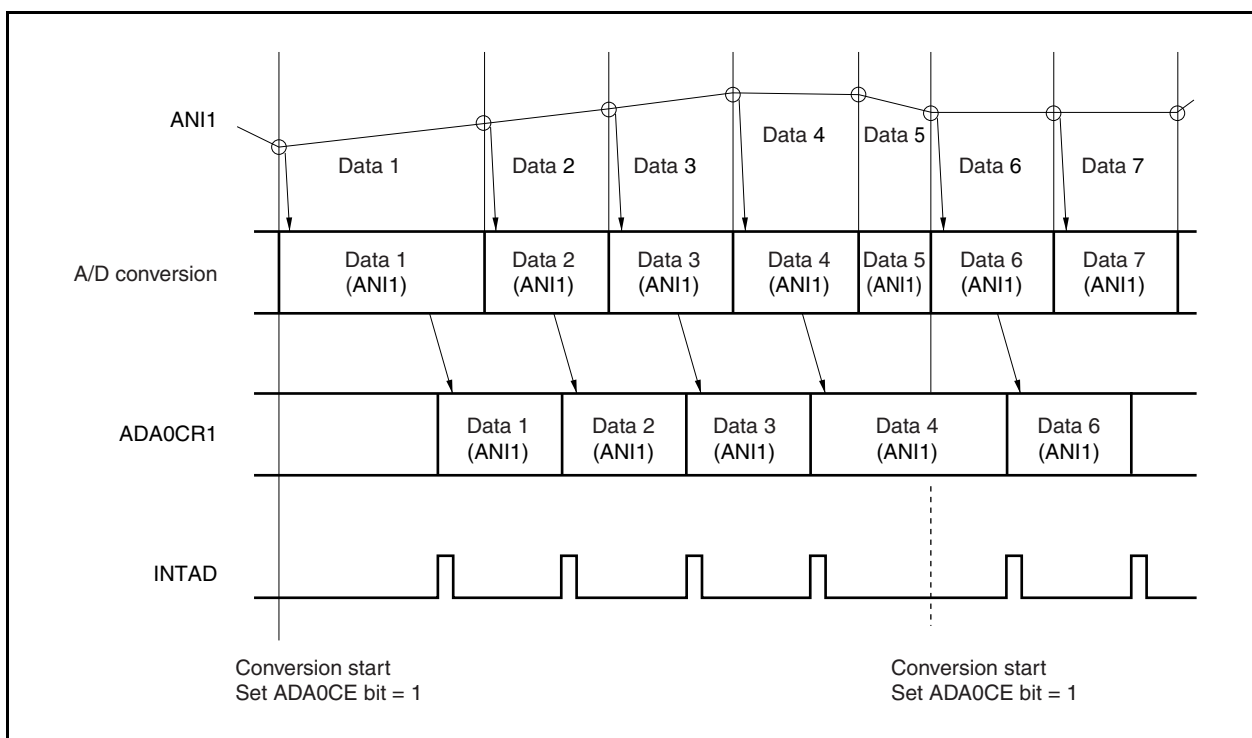 ANI1
Data 1
Data 2
Data 3
Data 4
Data 5
Data 6
Data 7
A/D conversion
Data 1
(ANI1)
Data 2
(ANI1)
Data 3
(ANI1)
Data 4
(ANI1)
Data 5
(ANI1)
Data 6
(ANI1)
Data 7
(ANI1)
ADA0CR1
Data 1
(ANI1)
Data 2
(ANI1)
Data 3
(ANI1)
Data 4
(ANI1)
Data 6
(ANI1)
INTAD
Conversion start
Set ADA0CE bit = 1
Conversion start
Set ADA0CE bit = 1